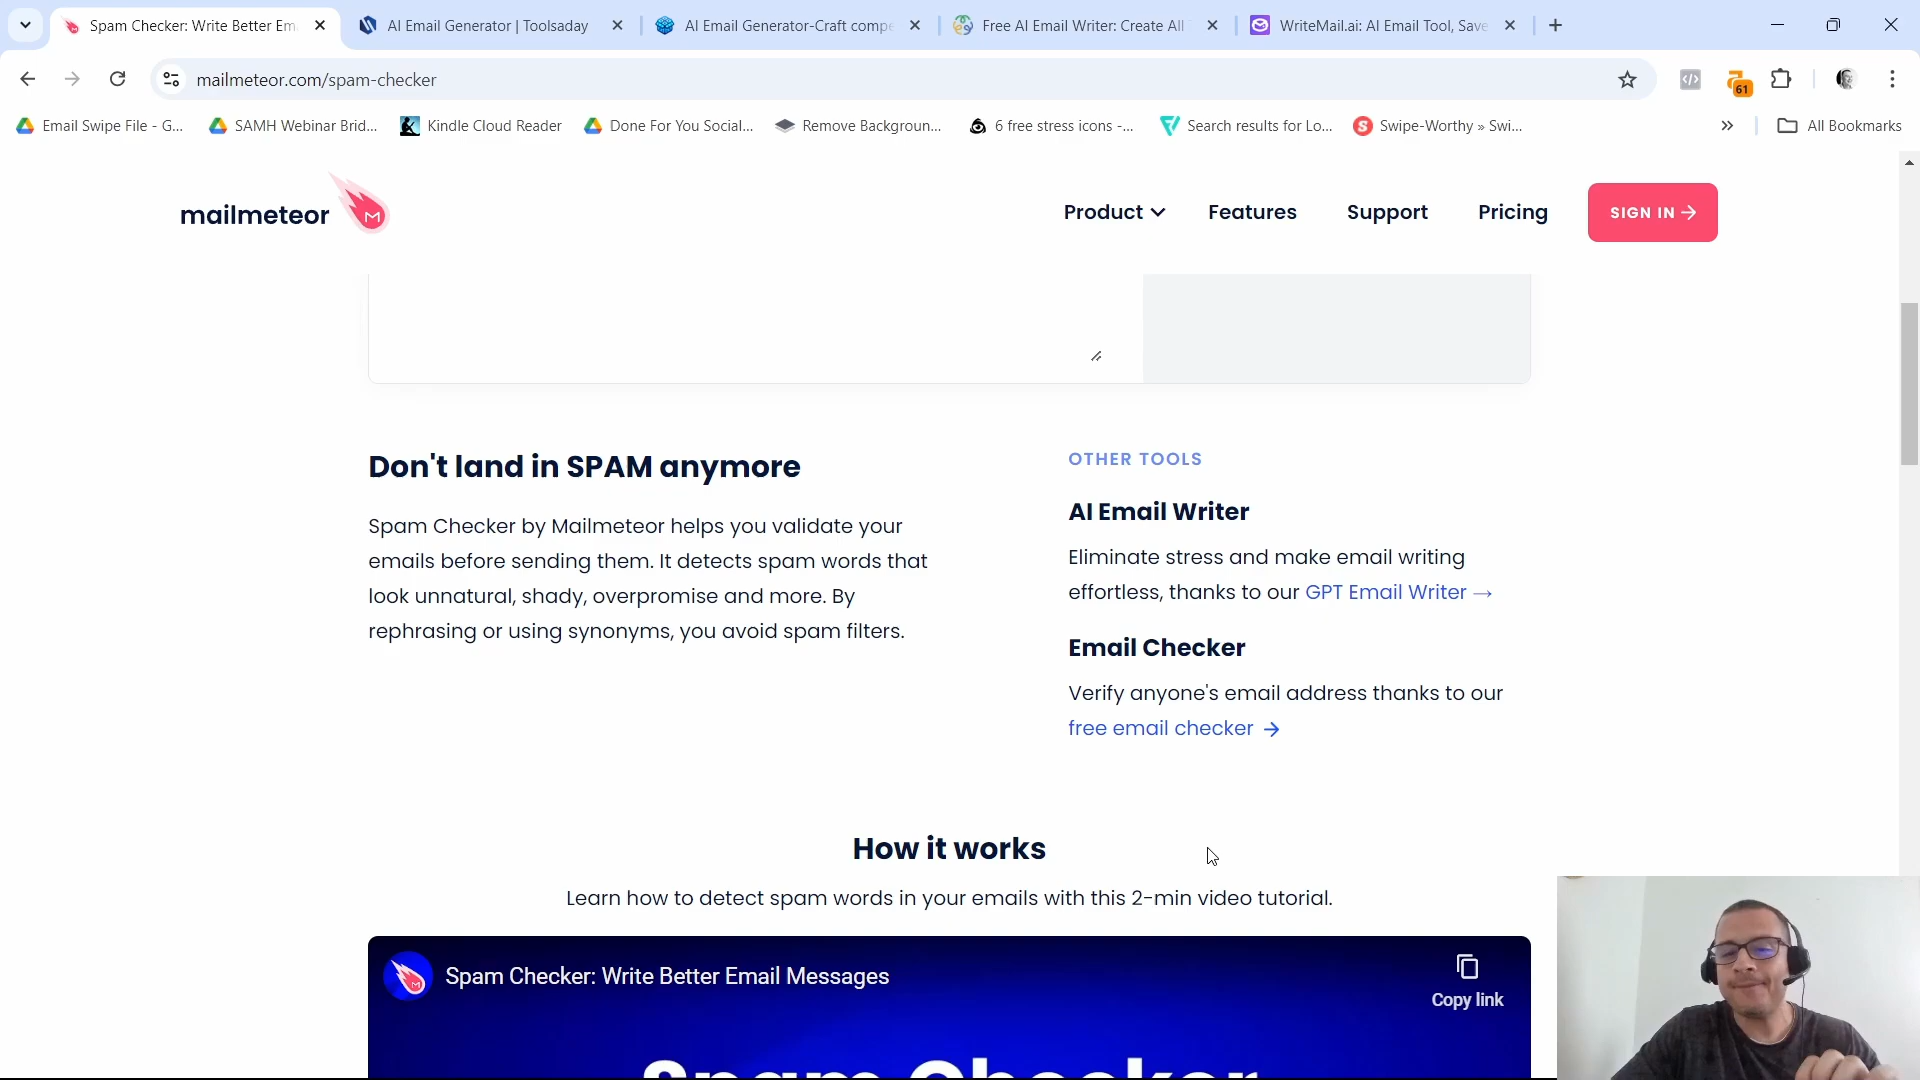 Spam Checker: Write Better Em
AI Email Generator | Toolsaday
AI Email Generator-Craft compe
Free AI Email Writer: Create All
WriteMail.ai: AI Email Tool, Save
mailmeteor.com/spam-checker
61
Email Swipe File - G...
SAMH Webinar Brid...
Kindle Cloud Reader
Done For You Social...
Remove Backgroun...
6 free stress icons -...
Search results for Lo...
Swipe-Worthy » Swi...
All Bookmarks
mailmeteor
Product
Features
Support
Pricing
SIGN IN →
Don't land in SPAM anymore
Spam Checker by Mailmeteor helps you validate your
emails before sending them. It detects spam words that
look unnatural, shady, overpromise and more. By
rephrasing or using synonyms, you avoid spam filters.
OTHER TOOLS
AI Email Writer
Eliminate stress and make email writing
effortless, thanks to our GPT Email Writer →
Email Checker
Verify anyone's email address thanks to our
free email checker →
How it works
Learn how to detect spam words in your emails with this 2-min video tutorial.
Spam Checker: Write Better Email Messages
Copy link
Spam Checker